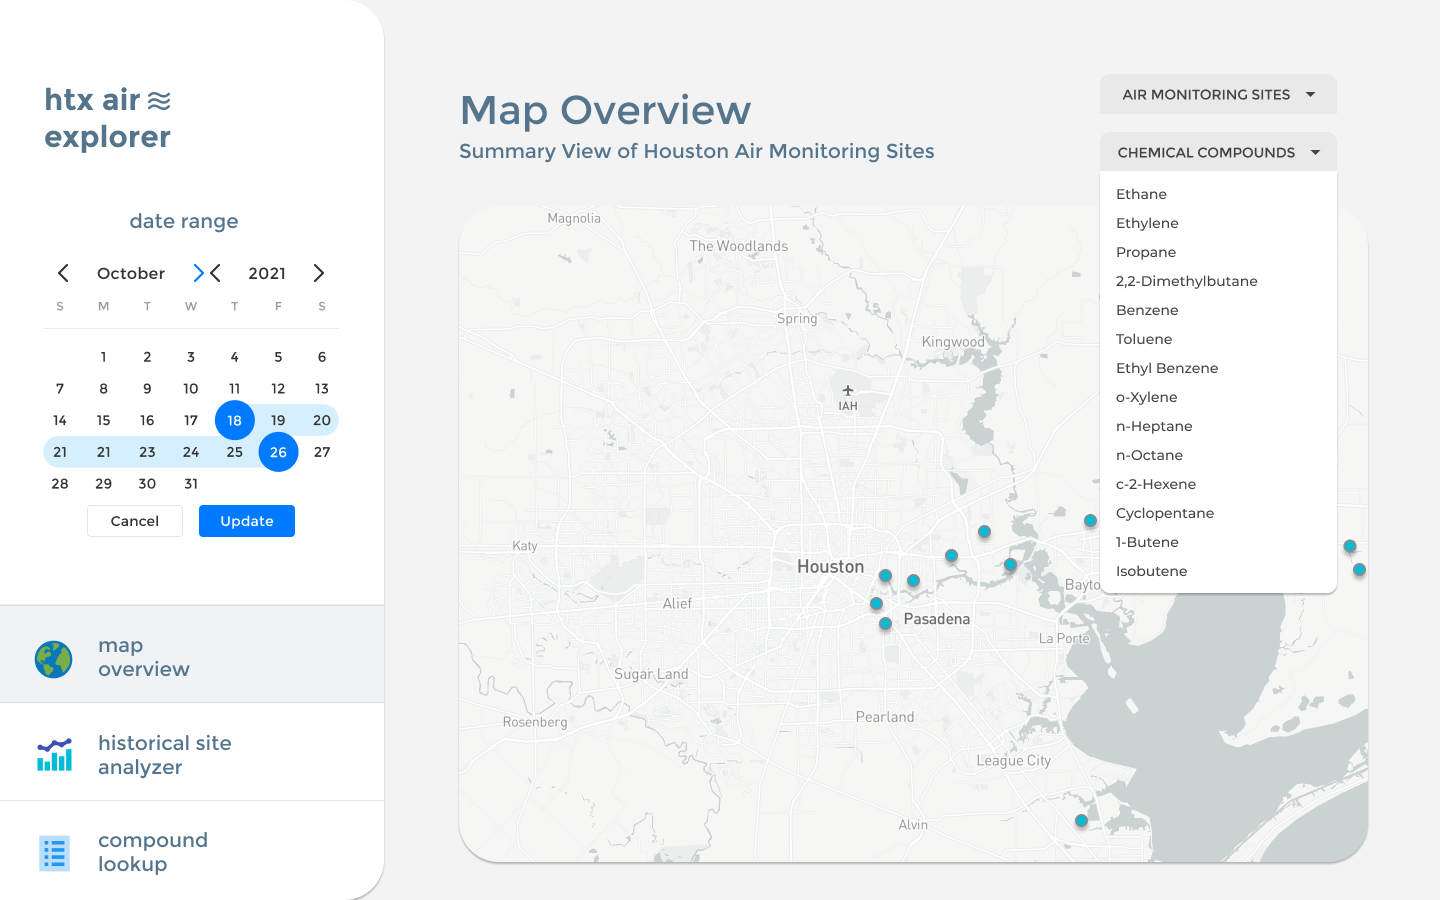 htx air
explorer
date range
October 2021
S M T W T F S
1 2 3 4 5 6
7 8 9 10 11 12 13
14 15 16 17 18 19 20
21 21 23 24 25 26 27
28 29 30 31
Cancel Update
map
overview
historical site
analyzer
compound
lookup
Map Overview
Summary View of Houston Air Monitoring Sites
AIR MONITORING SITES
CHEMICAL COMPOUNDS
Ethane
Ethylene
Propane
2,2-Dimethylbutane
Benzene
Toluene
Ethyl Benzene
o-Xylene
n-Heptane
n-Octane
c-2-Hexene
Cyclopentane
1-Butene
Isobutene
Magnolia
The Woodlands
Spring
Kingwood
IAH
Katy
Houston
Bayto
Alief
Pasadena
La Porte
Sugar Land
Rosenberg
Pearland
League City
Alvin